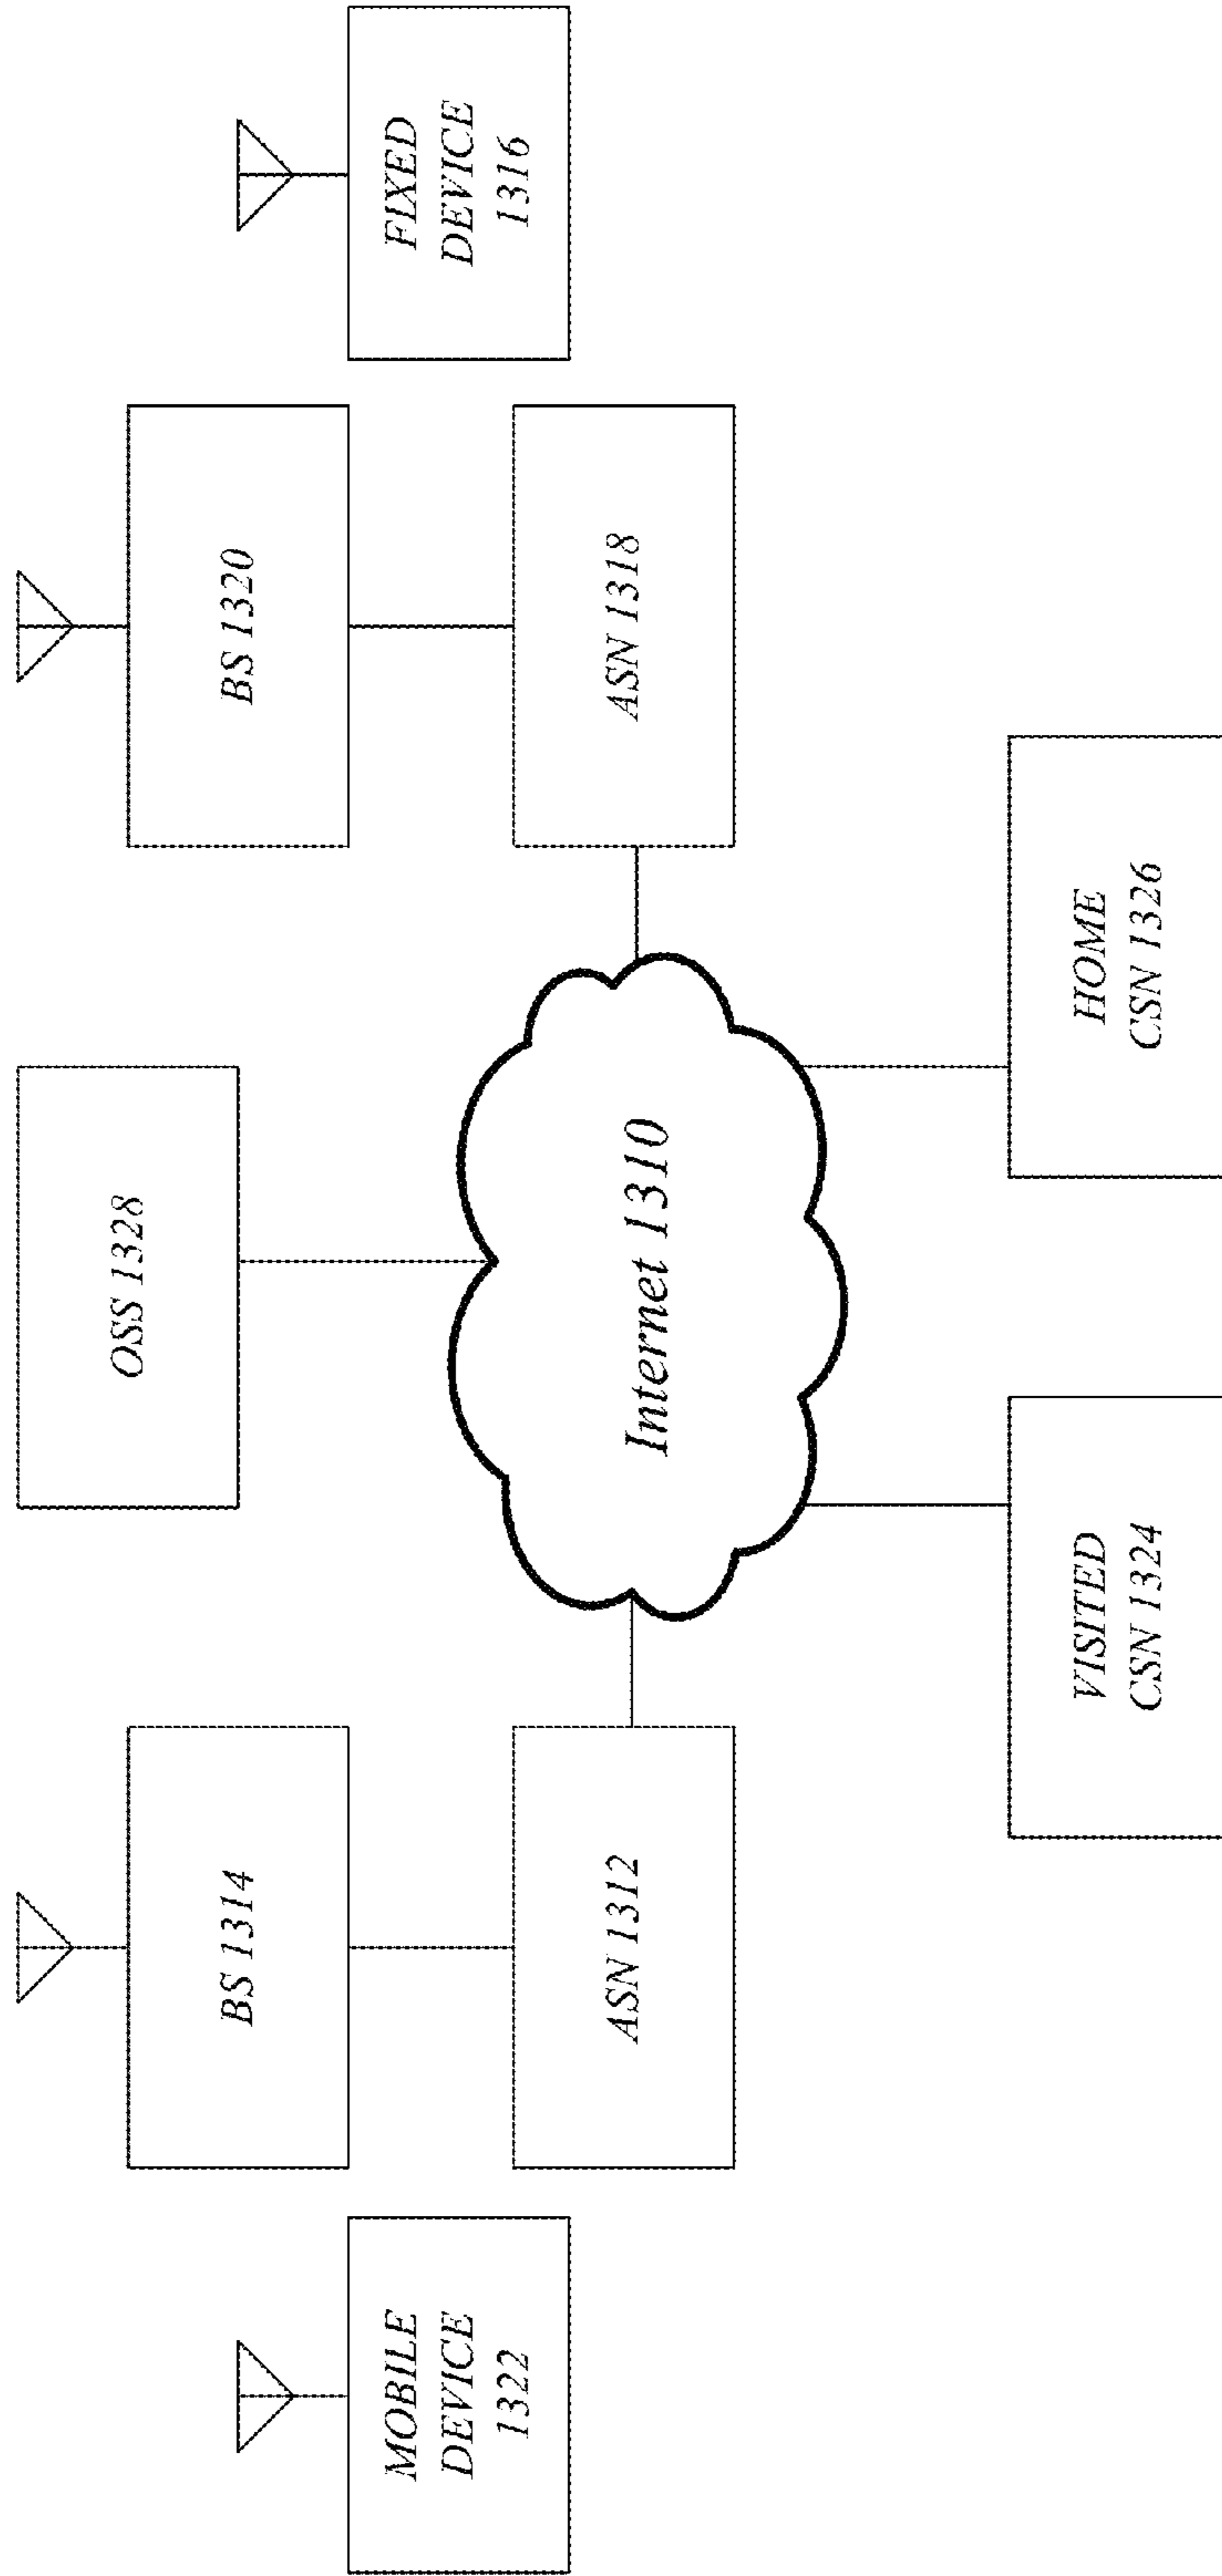 MOBILE
DEVICE
1322
BS 1314
ASN 1312
OSS 1328
Internet 1310
VISITED
CSN 1324
HOME
CSN 1326
BS 1320
ASN 1318
FIXED
DEVICE
1316